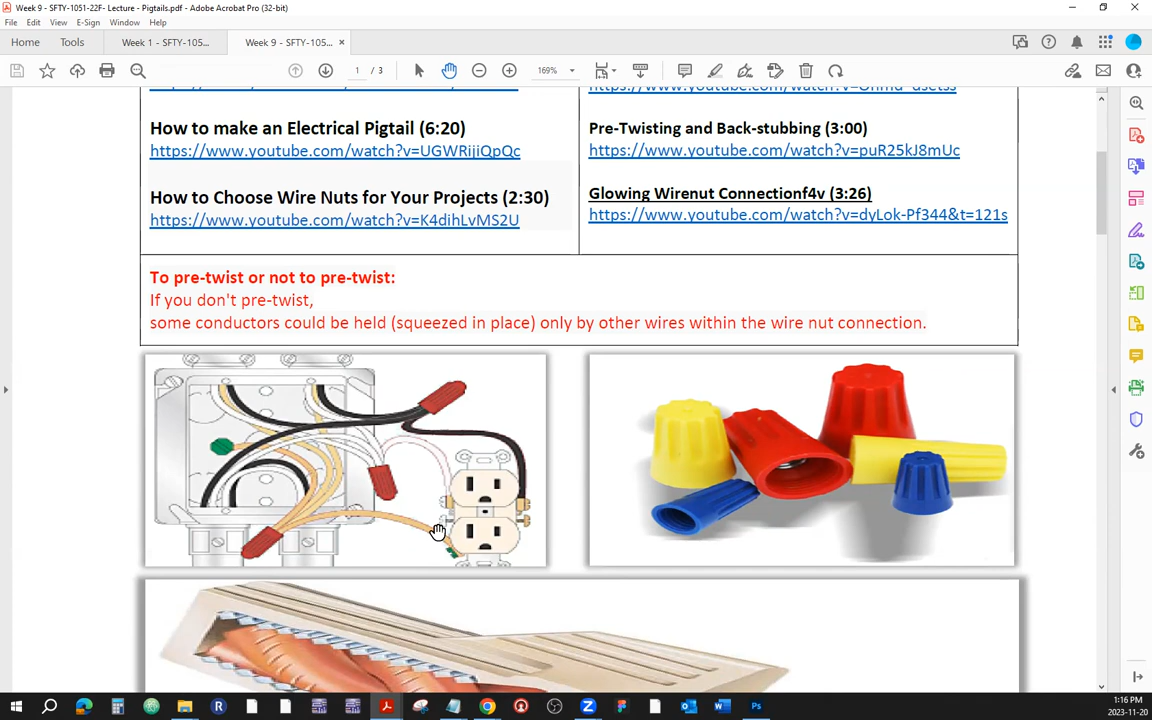 Week 9 - SFTY-1051-22F- Lecture - Pigtails.pdf - Adobe Acrobat Pro (32-bit)
File Edit View E-Sign Window Help
Home Tools Week 1 - SFTY-105... Week 9 - SFTY-105... ×
1 / 3 169%
How to make an Electrical Pigtail (6:20)
https://www.youtube.com/watch?v=UGWRijiQpQc
How to Choose Wire Nuts for Your Projects (2:30)
https://www.youtube.com/watch?v=K4dihLvMS2U
Pre-Twisting and Back-stubbing (3:00)
https://www.youtube.com/watch?v=puR25kJ8mUc
Glowing Wirenut Connectionf4v (3:26)
https://www.youtube.com/watch?v=dyLok-Pf344&t=121s
To pre-twist or not to pre-twist:
If you don't pre-twist,
some conductors could be held (squeezed in place) only by other wires within the wire nut connection.
1:16 PM
2023-11-20